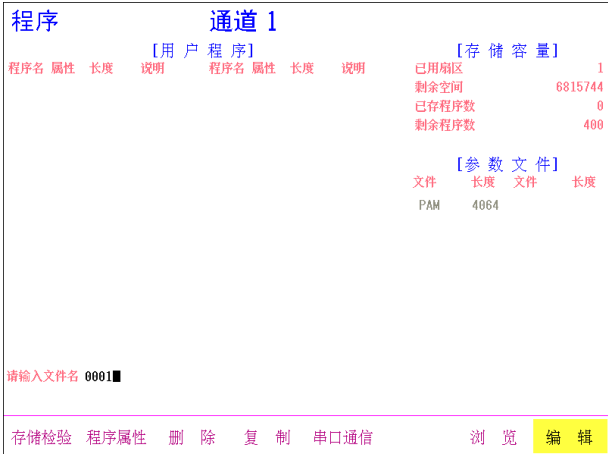 程序 通道 1
[用 户 程 序] [存 储 容 量]
程序名 属性 长度 说明 程序名 属性 长度 说明 已用扇区 1
剩余空间 6815744
已存程序数 0
剩余程序数 400
[参 数 文 件]
文件 长度 文件 长度
PAM 4064
请输入文件名 0001
存储检验 程序属性 删 除 复 制 串口通信 浏 览 编 辑